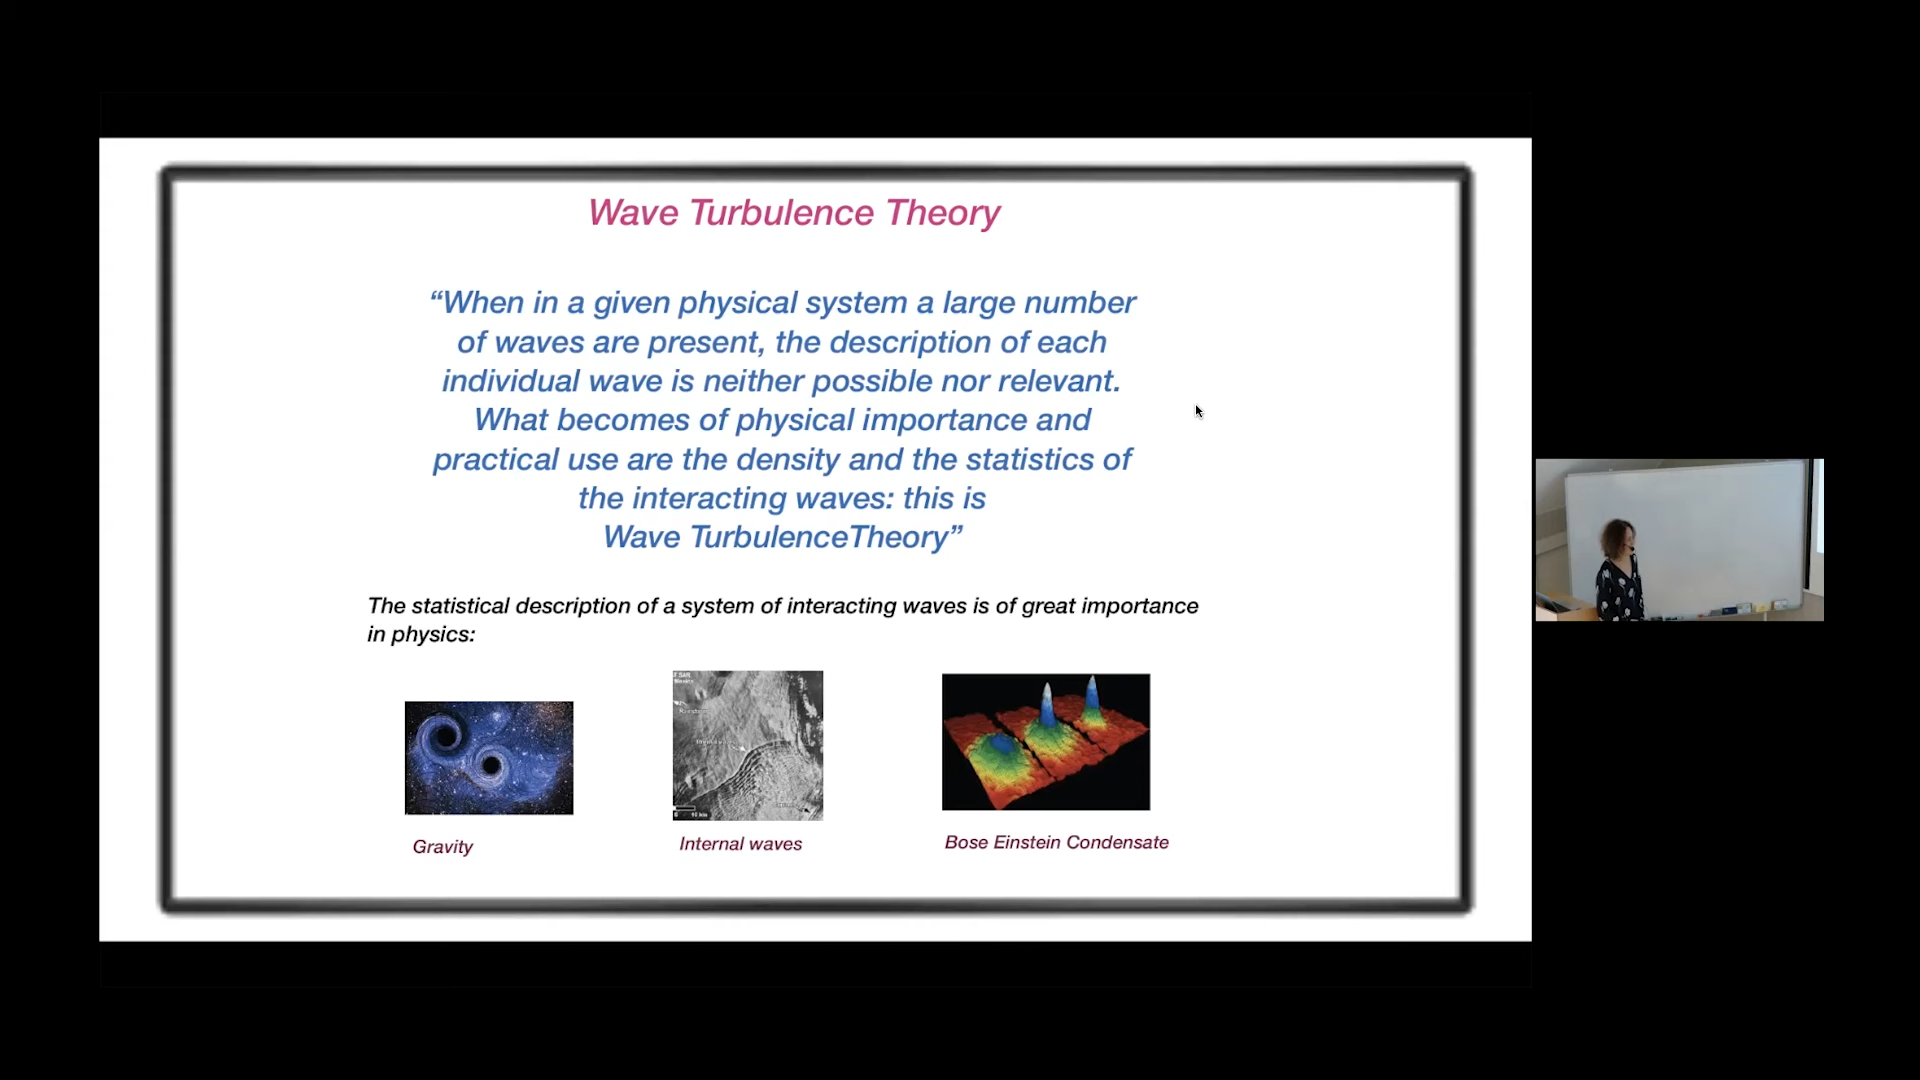 Wave Turbulence Theory
“When in a given physical system a large number
of waves are present, the description of each
individual wave is neither possible nor relevant.
What becomes of physical importance and
practical use are the density and the statistics of
the interacting waves: this is
Wave TurbulenceTheory”
The statistical description of a system of interacting waves is of great importance
in physics:
Gravity
Internal waves
Bose Einstein Condensate